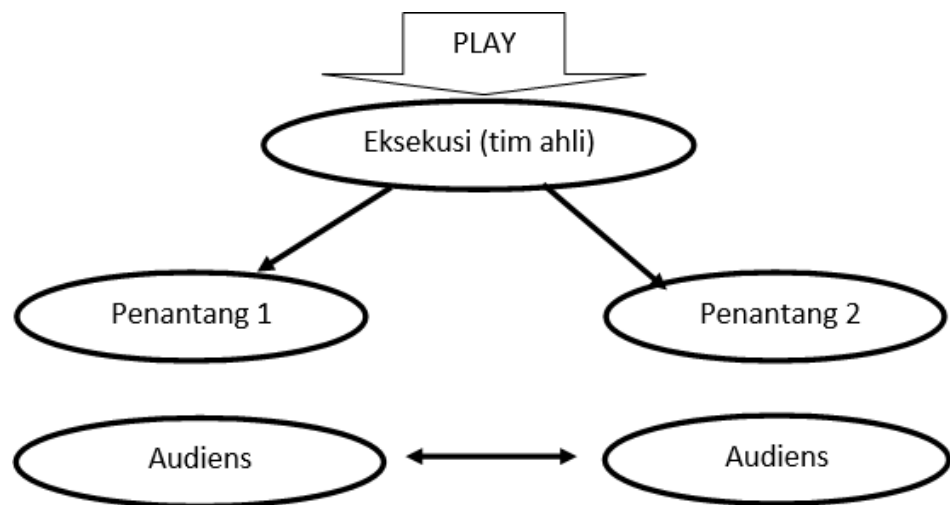 PLAY
Eksekusi (tim ahli)
Penantang 1
Penantang 2
Audiens
Audiens